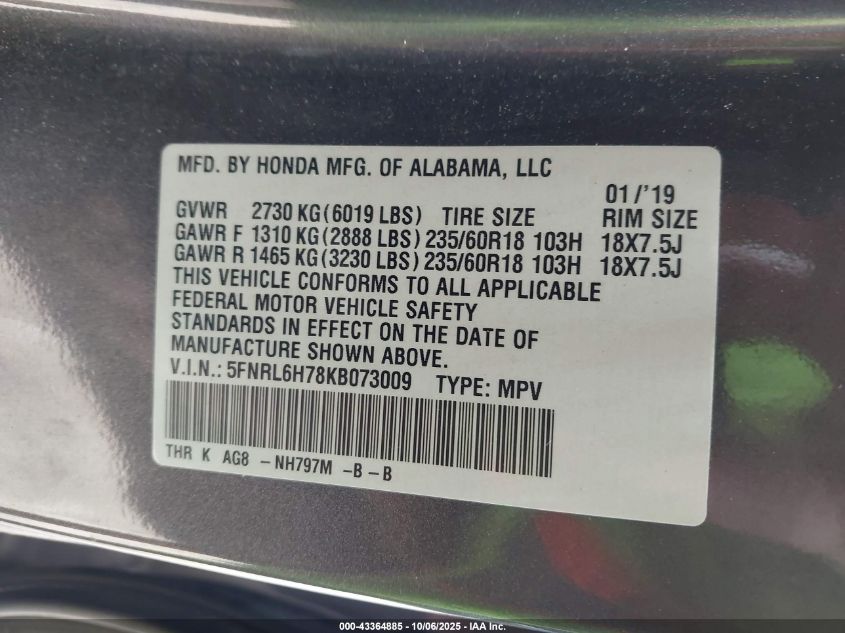 MFD. BY HONDA MFG. OF ALABAMA, LLC
01/'19
GVWR 2730 KG(6019 LBS) TIRE SIZE RIM SIZE
GAWR F 1310 KG(2888 LBS) 235/60R18 103H 18X7.5J
GAWR R 1465 KG(3230 LBS) 235/60R18 103H 18X7.5J
THIS VEHICLE CONFORMS TO ALL APPLICABLE
FEDERAL MOTOR VEHICLE SAFETY
STANDARDS IN EFFECT ON THE DATE OF
MANUFACTURE SHOWN ABOVE.
V.I.N.: 5FNRL6H78KB073009 TYPE: MPV
THR K AG8 -NH797M -B-B
000-43364885 - 10/06/2025 - IAA Inc.